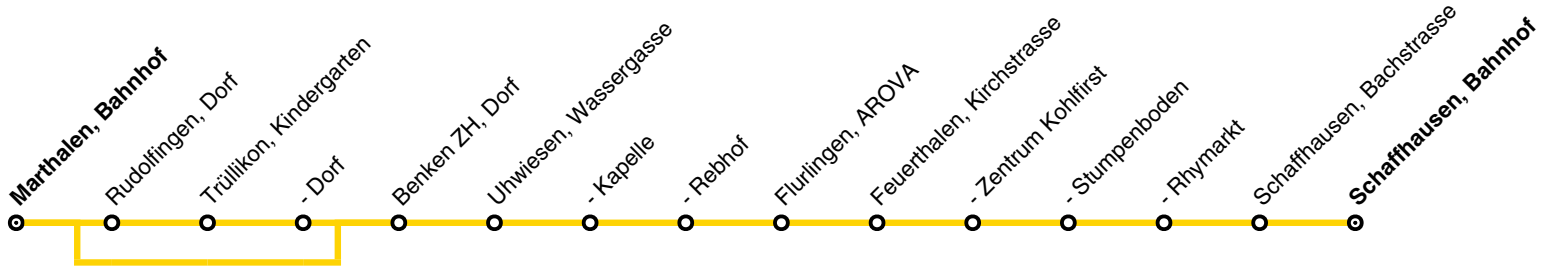 Marthalen, Bahnhof
Rudolfingen, Dorf
Trüllikon, Kindergarten
- Dorf
Benken ZH, Dorf
Uhwiesen, Wassergasse
- Kapelle
- Rebhof
Flurlingen, AROVA
Feuerthalen, Kirchstrasse
- Zentrum Kohlfirst
- Stumpenboden
- Rhymarkt
Schaffhausen, Bachstrasse
Schaffhausen, Bahnhof